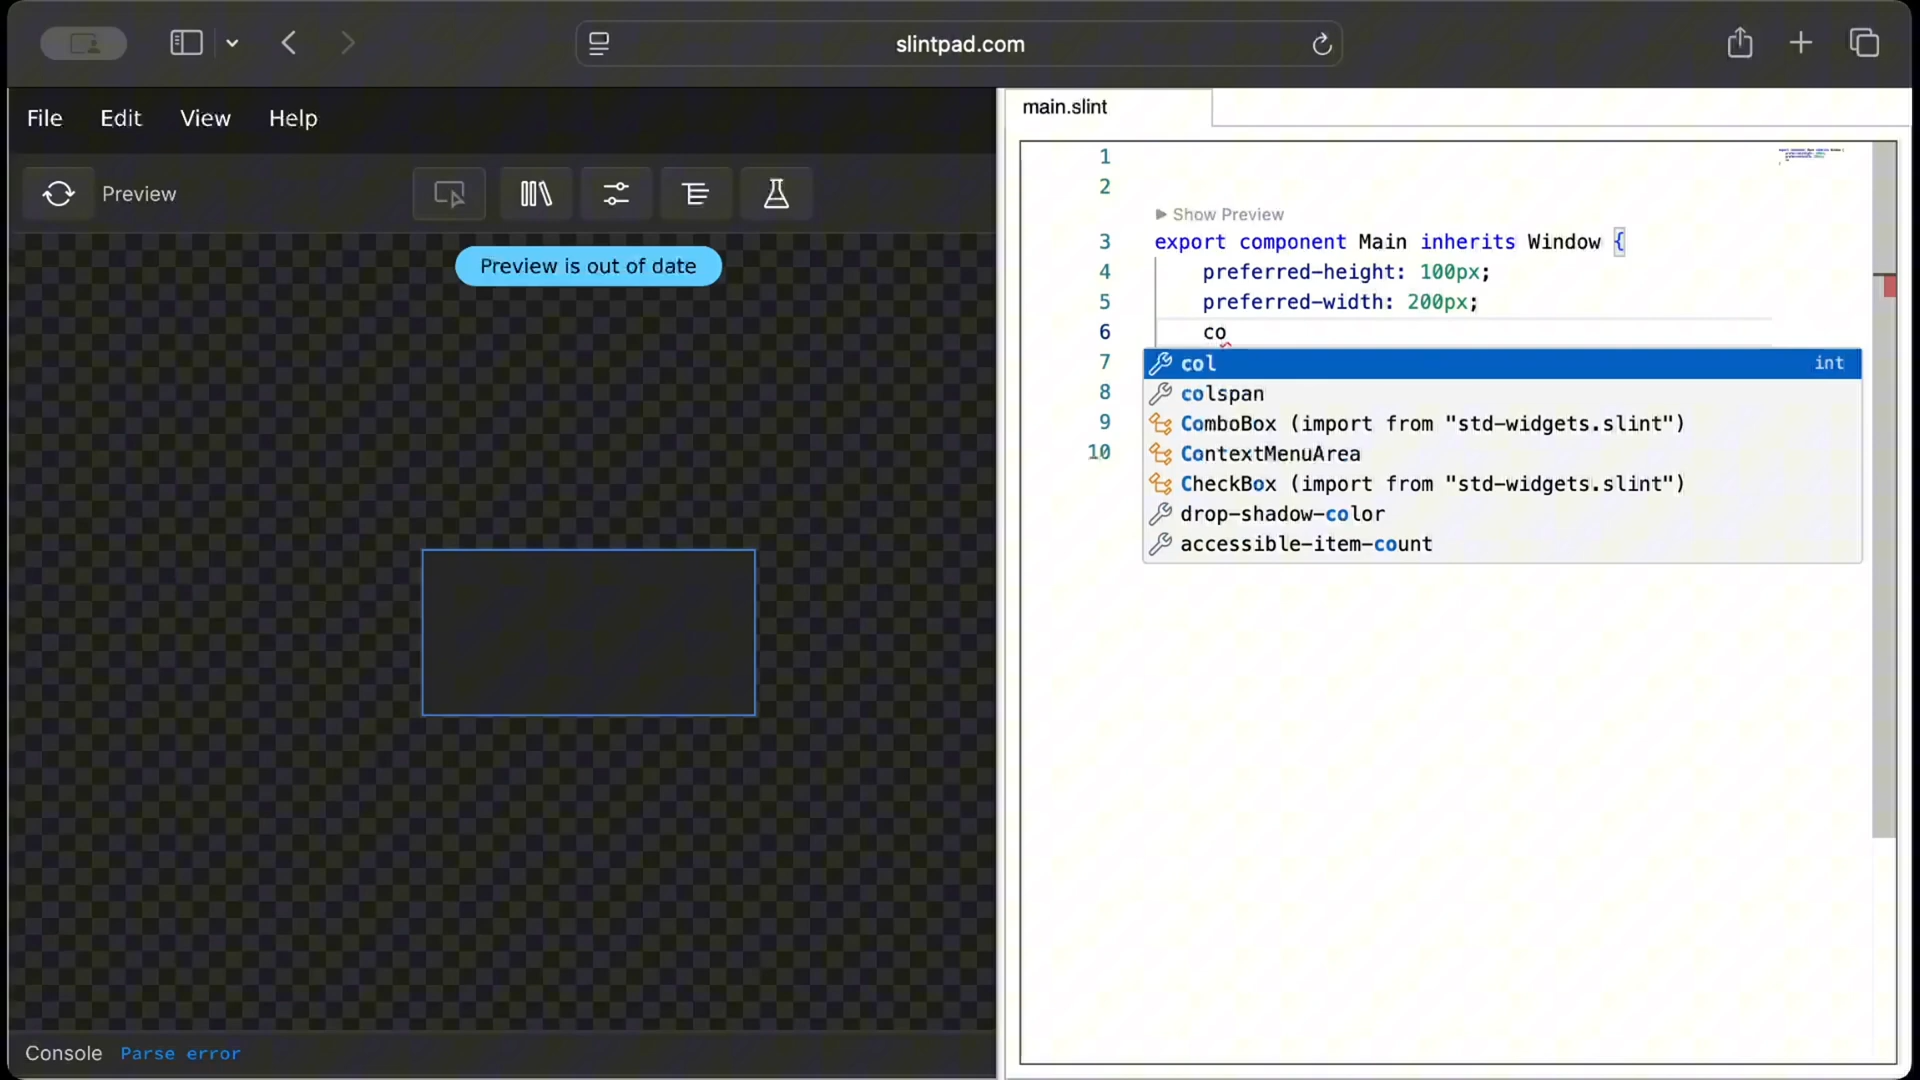 slintpad.com
File Edit View Help
Preview
Preview is out of date
Console Parse error
main.slint
1
2
Show Preview
3 export component Main inherits Window {
4 preferred-height: 100px;
5 preferred-width: 200px;
6 co
7 col int
8 colspan
9 ComboBox (import from "std-widgets.slint")
10 ContextMenuArea
CheckBox (import from "std-widgets.slint")
drop-shadow-color
accessible-item-count